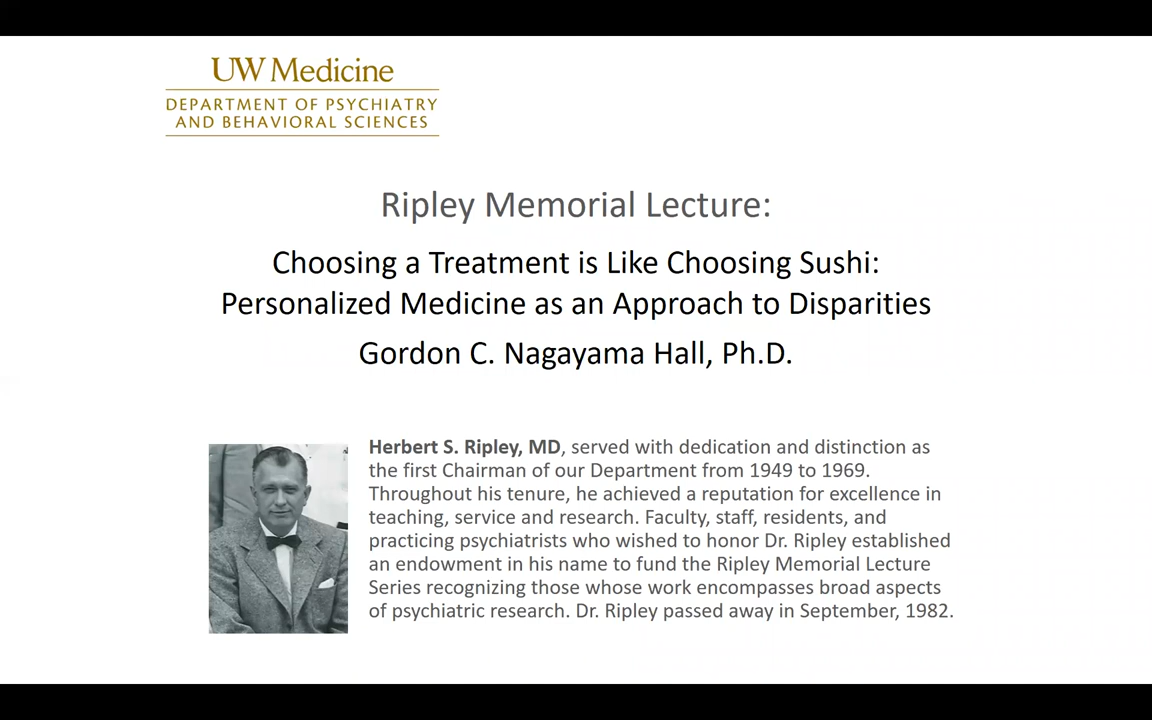 UW Medicine
DEPARTMENT OF PSYCHIATRY
AND BEHAVIORAL SCIENCES
Ripley Memorial Lecture:
Choosing a Treatment is Like Choosing Sushi:
Personalized Medicine as an Approach to Disparities
Gordon C. Nagayama Hall, Ph.D.
Herbert S. Ripley, MD, served with dedication and distinction as
the first Chairman of our Department from 1949 to 1969.
Throughout his tenure, he achieved a reputation for excellence in
teaching, service and research. Faculty, staff, residents, and
practicing psychiatrists who wished to honor Dr. Ripley established
an endowment in his name to fund the Ripley Memorial Lecture
Series recognizing those whose work encompasses broad aspects
of psychiatric research. Dr. Ripley passed away in September, 1982.